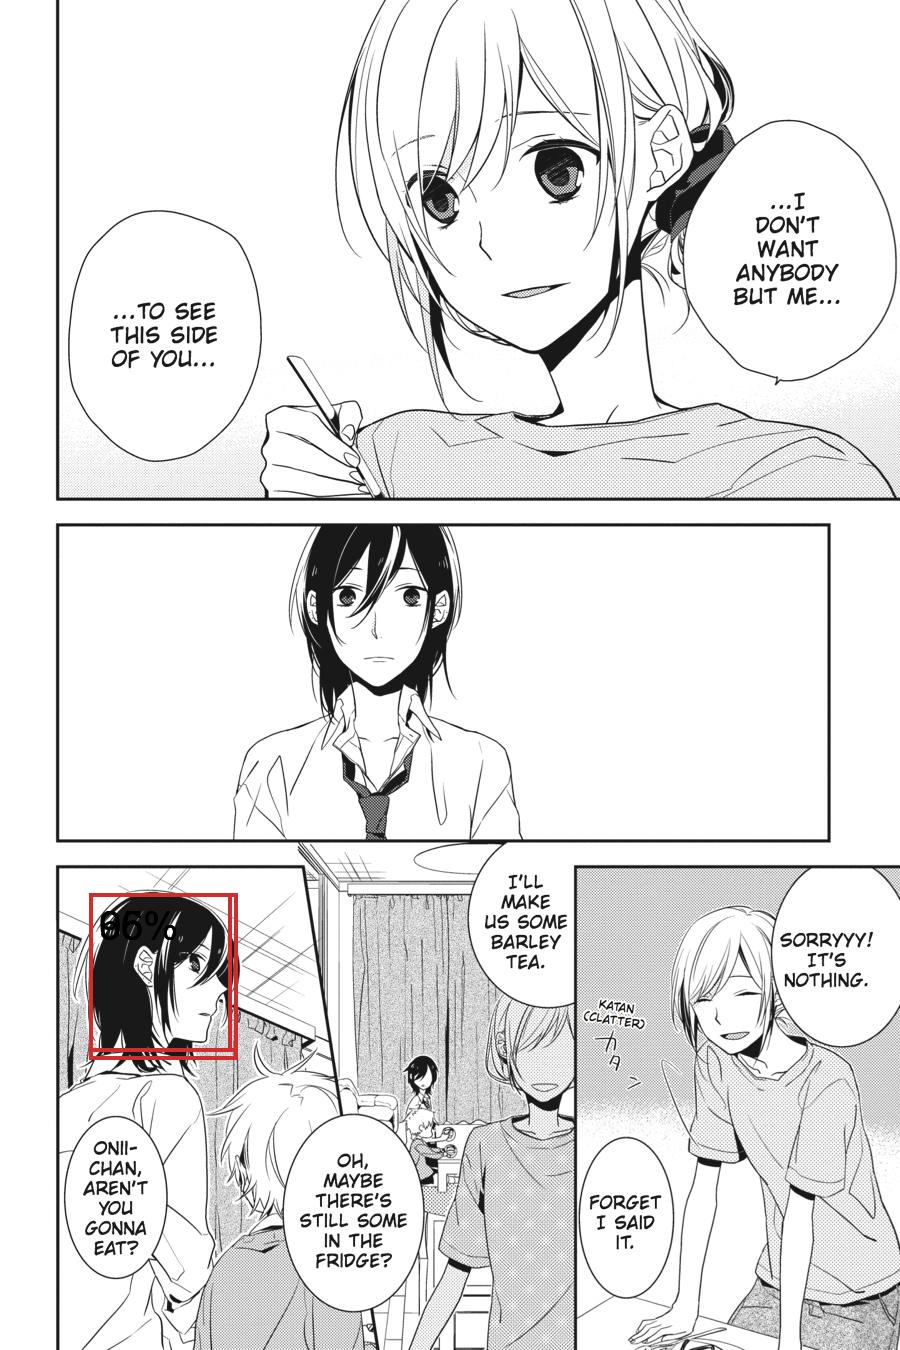 ...I
DON'T
WANT
ANYBODY
BUT ME...
...TO SEE
THIS SIDE
OF YOU...
SORRYYY!
IT'S
NOTHING.
FORGET
I SAID
IT.
KATAN
(CLATTER)
カタン
I'LL
MAKE
US SOME
BARLEY
TEA.
OH,
MAYBE
THERE'S
STILL SOME
IN THE
FRIDGE?
ONII-
CHAN,
AREN'T
YOU
GONNA
EAT?